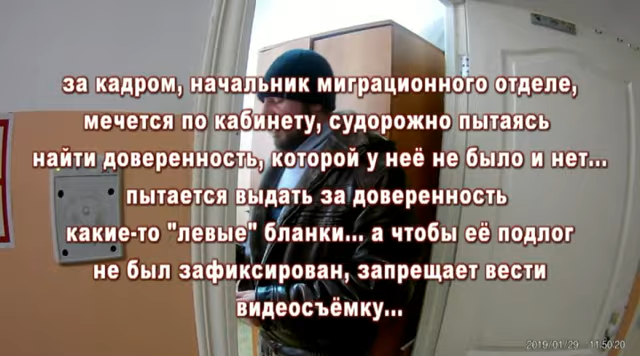 за кадром, начальник миграционного отделе,
мечется по кабинету, судорожно пытаясь
найти доверенность, которой у неё не было и нет...
пытается выдать за доверенность
какие-то "левые" бланки... а чтобы её подлог
не был зафиксирован, запрещает вести
видеосъёмку...
2019/01/29 11:50:20